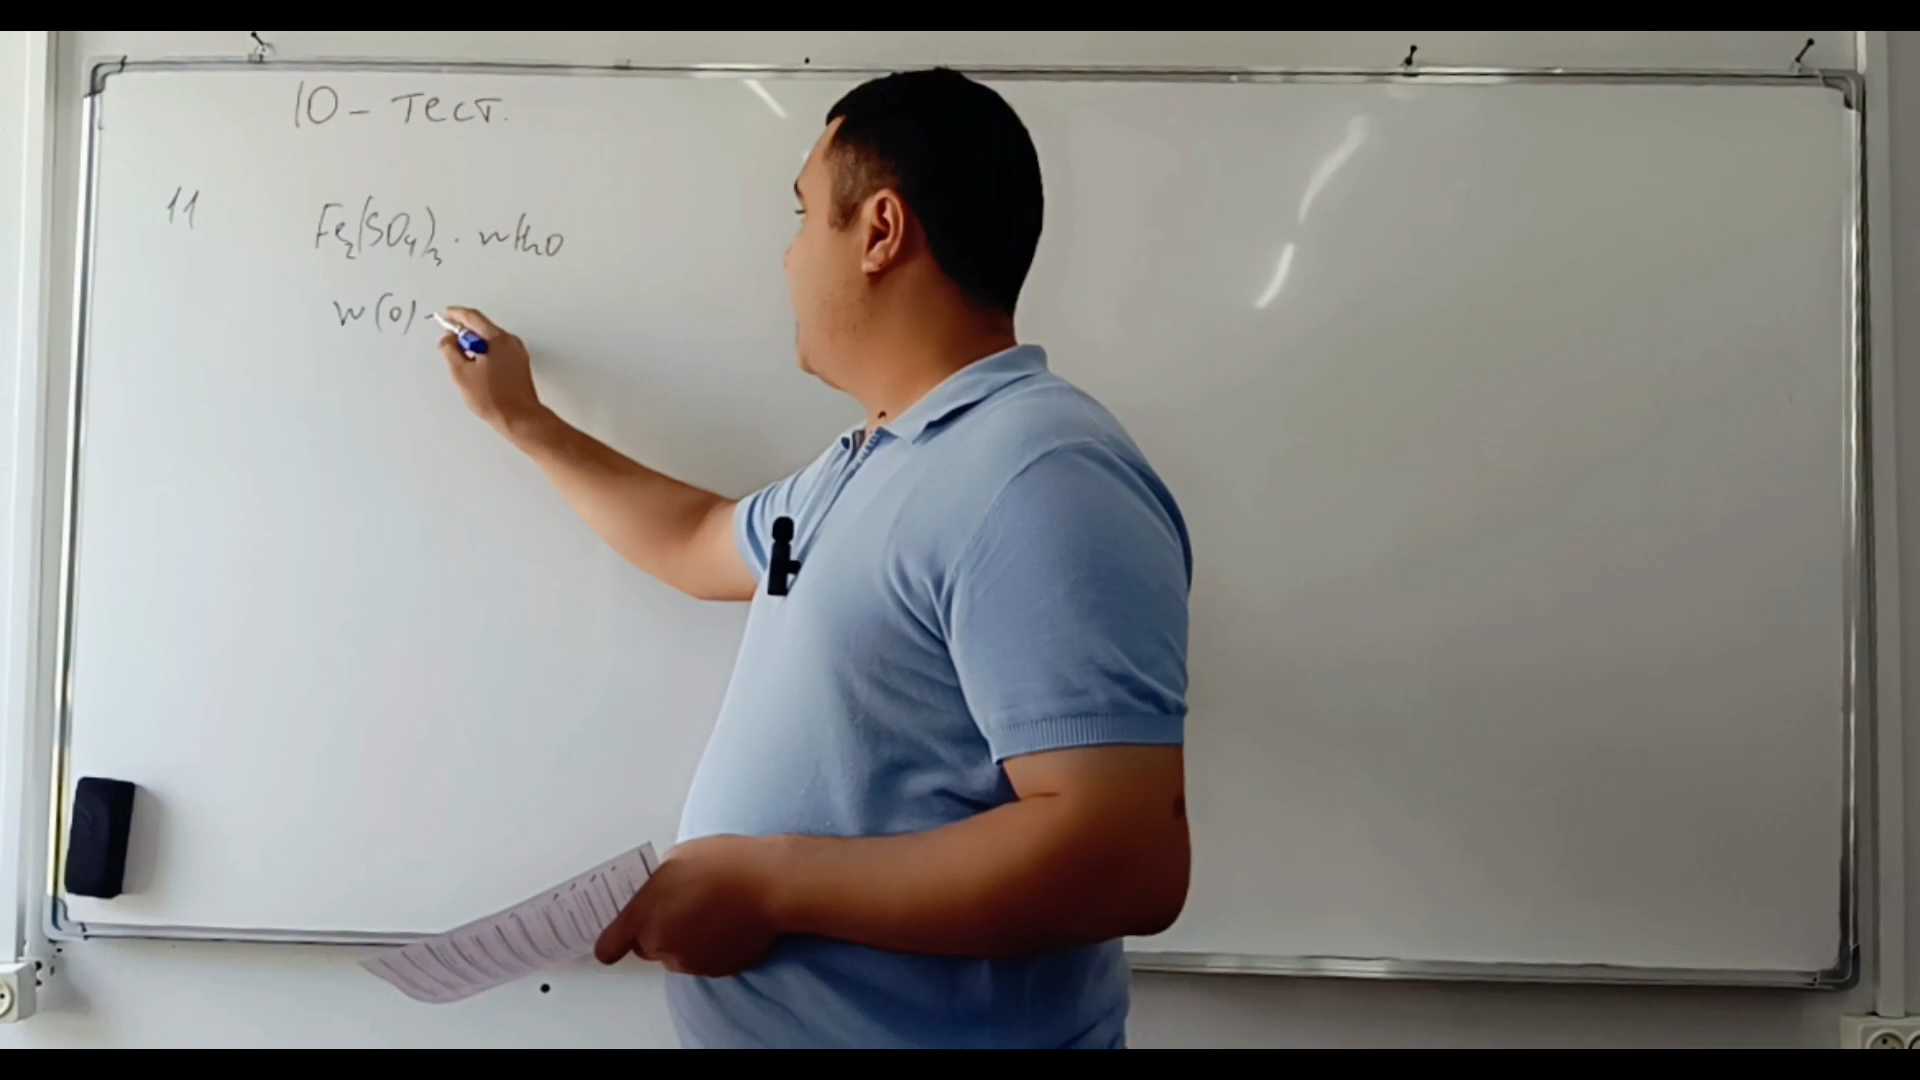 10 - тест.
11
Fe₂(SO₄)₃ · nH₂O
w(O) -